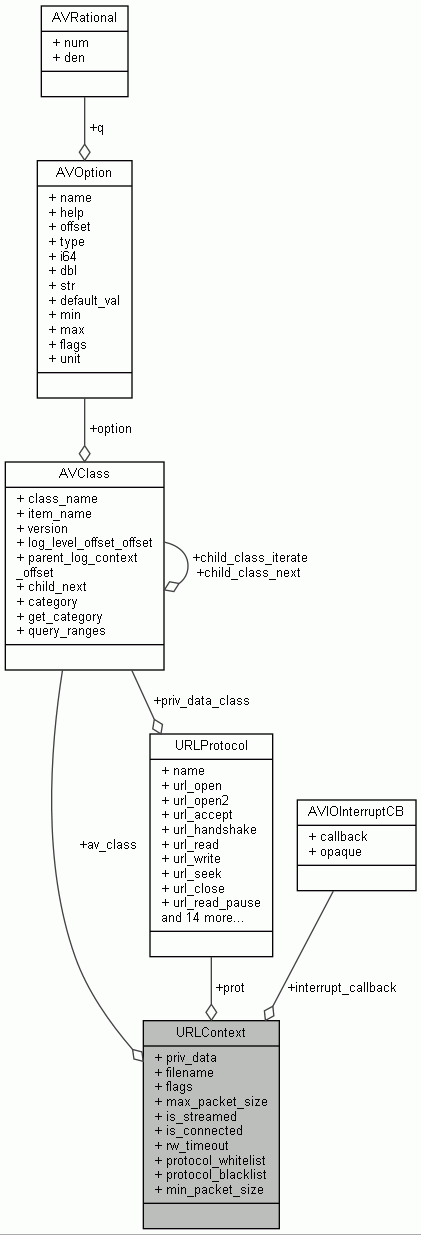 AVRational
+ num
+ den
+q
AVOption
+ name
+ help
+ offset
+ type
+ i64
+ dbl
+ str
+ default_val
+ min
+ max
+ flags
+ unit
+option
AVClass
+ class_name
+ item_name
+ version
+ log_level_offset_offset
+ parent_log_context
_offset
+ child_next
+ category
+ get_category
+ query_ranges
+child_class_iterate
+child_class_next
+priv_data_class
URLProtocol
+ name
+ url_open
+ url_open2
+ url_accept
+ url_handshake
+ url_read
+ url_write
+ url_seek
+ url_close
+ url_read_pause
and 14 more...
AVIOInterruptCB
+ callback
+ opaque
+av_class
+prot
+interrupt_callback
URLContext
+ priv_data
+ filename
+ flags
+ max_packet_size
+ is_streamed
+ is_connected
+ rw_timeout
+ protocol_whitelist
+ protocol_blacklist
+ min_packet_size